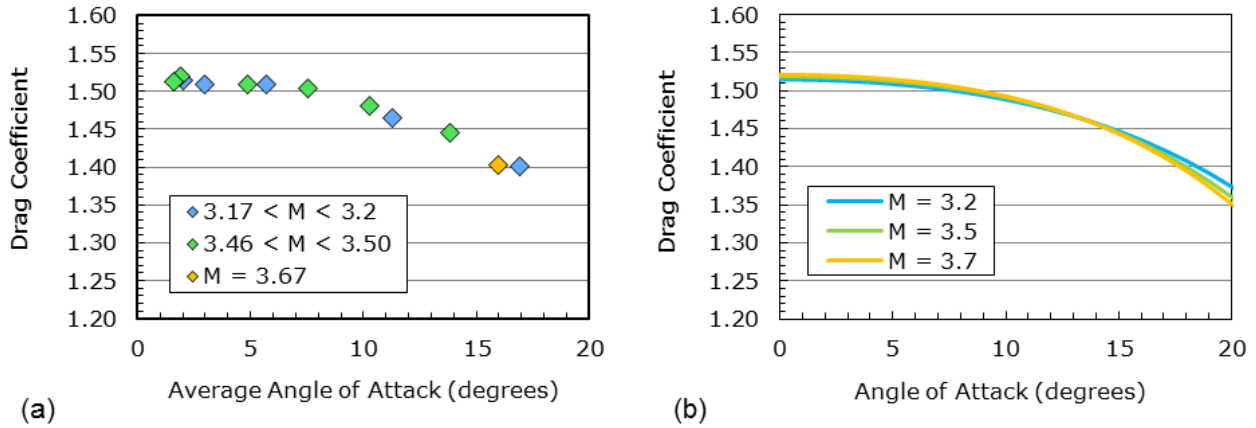 1.60
1.55
1.50
1.45
1.40
1.35
1.30
1.25
1.20
Drag Coefficient
3.17 < M < 3.2
3.46 < M < 3.50
M = 3.67
0 5 10 15 20
Average Angle of Attack (degrees)
(a)
1.60
1.55
1.50
1.45
1.40
1.35
1.30
1.25
1.20
Drag Coefficient
M = 3.2
M = 3.5
M = 3.7
0 5 10 15 20
Angle of Attack (degrees)
(b)